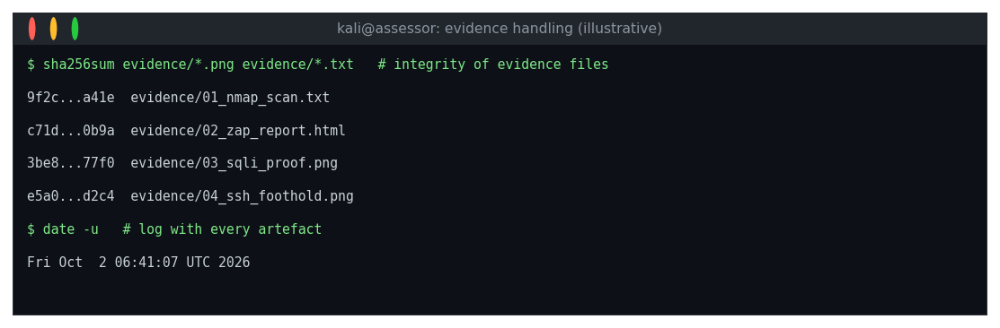 kali@assessor: evidence handling (illustrative)
$ sha256sum evidence/*.png evidence/*.txt   # integrity of evidence files
9f2c...a41e  evidence/01_nmap_scan.txt
c71d...0b9a  evidence/02_zap_report.html
3be8...77f0  evidence/03_sqli_proof.png
e5a0...d2c4  evidence/04_ssh_foothold.png
$ date -u   # log with every artefact
Fri Oct  2 06:41:07 UTC 2026